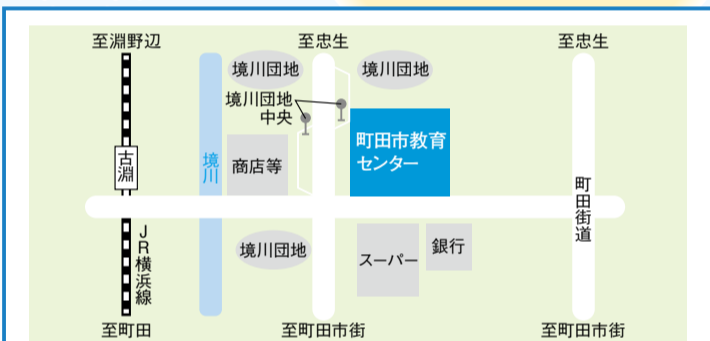 至淵野辺
至忠生
至忠生
境川団地
境川団地
境川団地
中央
町田市教育
センター
古淵
境川
商店等
町田街道
JR横浜線
境川団地
スーパー
銀行
至町田
至町田市街
至町田市街